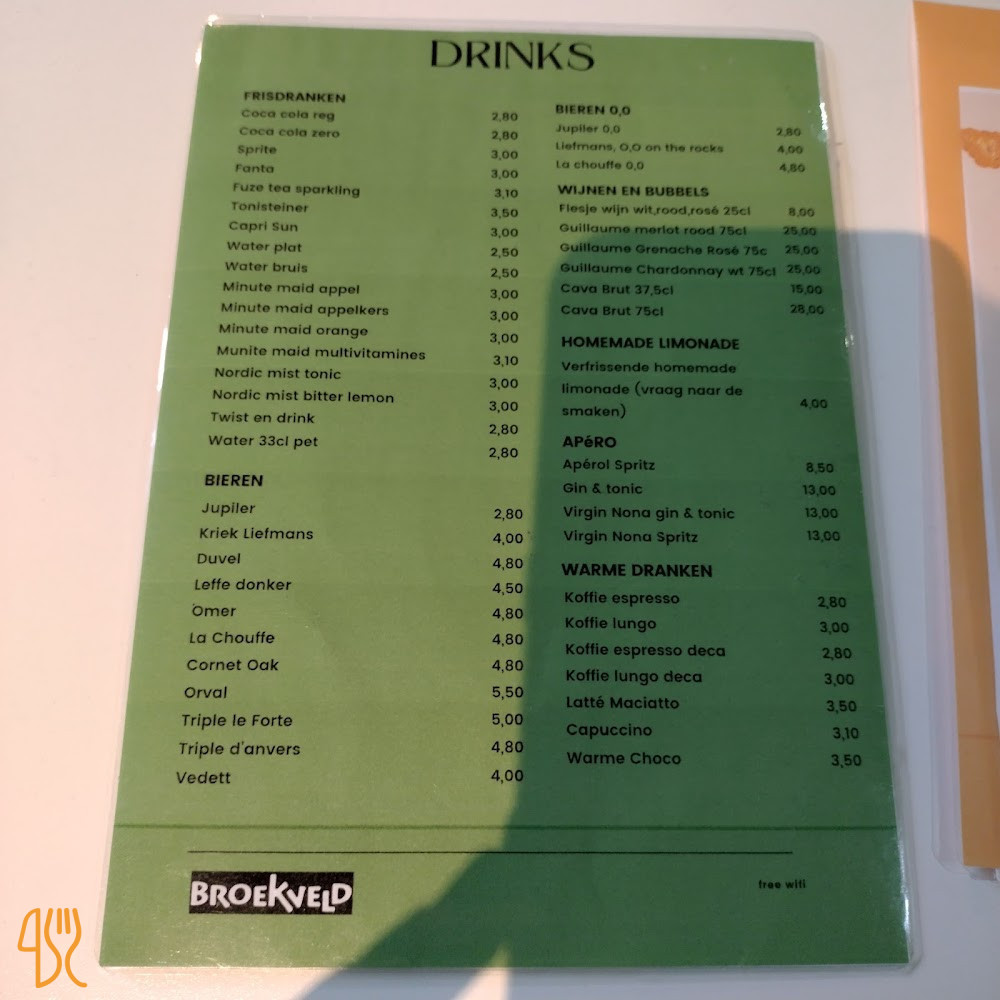 DRINKS
FRISDRANKEN
Coca cola reg 2,80
Coca cola zero 2,80
Sprite 3,00
Fanta 3,00
Fuze tea sparkling 3,10
Tonisteiner 3,50
Capri Sun 3,00
Water plat 2,50
Water bruis 2,50
Minute maid appel 3,00
Minute maid appelkers 3,00
Minute maid orange 3,00
Munite maid multivitamines 3,10
Nordic mist tonic 3,00
Nordic mist bitter lemon 3,00
Twist en drink 2,80
Water 33cl pet 2,80
BIEREN
Jupiler 2,80
Kriek Liefmans 4,00
Duvel 4,80
Leffe donker 4,50
Omer 4,80
La Chouffe 4,80
Cornet Oak 4,80
Orval 5,50
Triple le Forte 5,00
Triple d'anvers 4,80
Vedett 4,00
BIEREN 0,0
Jupiler 0,0 2,80
Liefmans, O,O on the rocks 4,00
La chouffe 0,0 4,80
WIJNEN EN BUBBELS
Flesje wijn wit,rood,rosé 25cl 8,00
Guillaume merlot rood 75cl 25,00
Guillaume Grenache Rosé 75c 25,00
Guillaume Chardonnay wt 75cl 25,00
Cava Brut 37,5cl 15,00
Cava Brut 75cl 28,00
HOMEMADE LIMONADE
Verfrissende homemade
limonade (vraag naar de
smaken) 4,00
APéRO
Apérol Spritz 8,50
Gin & tonic 13,00
Virgin Nona gin & tonic 13,00
Virgin Nona Spritz 13,00
WARME DRANKEN
Koffie espresso 2,80
Koffie lungo 3,00
Koffie espresso deca 2,80
Koffie lungo deca 3,00
Latté Maciatto 3,50
Capuccino 3,10
Warme Choco 3,50
BROEKVELD
free wifi